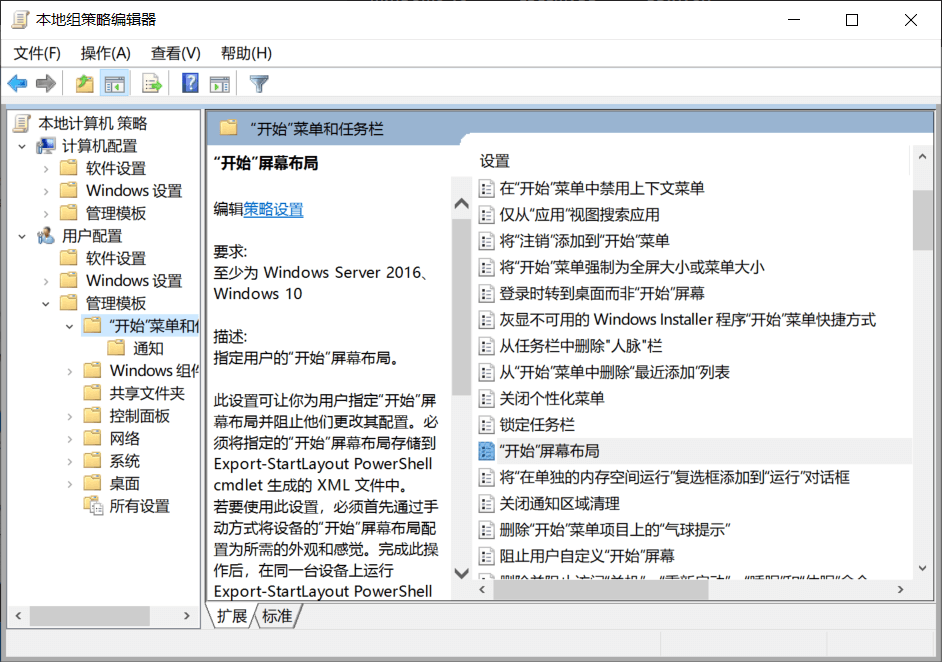 本地组策略编辑器
文件(F) 操作(A) 查看(V) 帮助(H)
本地计算机 策略
计算机配置
软件设置
Windows 设置
管理模板
用户配置
软件设置
Windows 设置
管理模板
“开始”菜单和
通知
Windows 组件
共享文件夹
控制面板
网络
系统
桌面
所有设置
“开始”菜单和任务栏
“开始”屏幕布局
编辑策略设置
要求:
至少为 Windows Server 2016、
Windows 10
描述:
指定用户的“开始”屏幕布局。
此设置可让你为用户指定“开始”屏
幕布局并阻止他们更改其配置。必
须将指定的“开始”屏幕布局存储到
Export-StartLayout PowerShell
cmdlet 生成的 XML 文件中。
若要使用此设置，必须首先通过手
动方式将设备的“开始”屏幕布局配
置为所需的外观和感觉。完成此操
作后，在同一台设备上运行
Export-StartLayout PowerShell
设置
在“开始”菜单中禁用上下文菜单
仅从“应用”视图搜索应用
将“注销”添加到“开始”菜单
将“开始”菜单强制为全屏大小或菜单大小
登录时转到桌面而非“开始”屏幕
灰显不可用的 Windows Installer 程序“开始”菜单快捷方式
从任务栏中删除"人脉"栏
从“开始”菜单中删除“最近添加”列表
关闭个性化菜单
锁定任务栏
“开始”屏幕布局
将“在单独的内存空间运行”复选框添加到“运行”对话框
关闭通知区域清理
删除“开始”菜单项目上的“气球提示”
阻止用户自定义“开始”屏幕
删除并阻止访问“关机”、“重新启动”、“睡眠”和“休眠”命令
扩展 标准